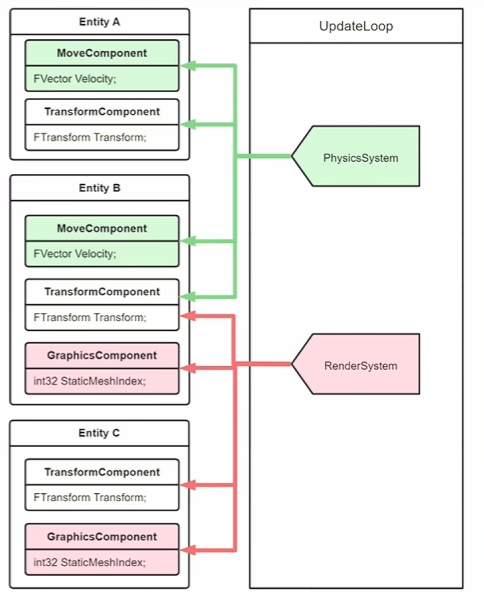 Entity A
MoveComponent
FVector Velocity;
TransformComponent
FTransform Transform;
Entity B
MoveComponent
FVector Velocity;
TransformComponent
FTransform Transform;
GraphicsComponent
int32 StaticMeshIndex;
Entity C
TransformComponent
FTransform Transform;
GraphicsComponent
int32 StaticMeshIndex;
UpdateLoop
PhysicsSystem
RenderSystem